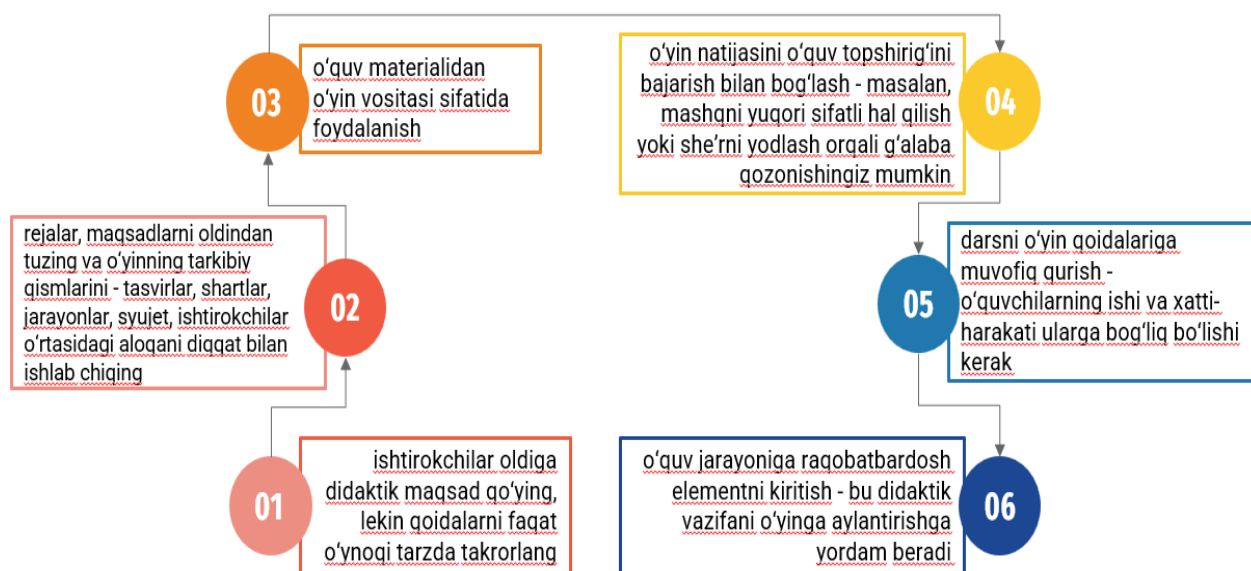 01
ishtirokchilar oldiga
didaktik maqsad qo‘ying,
lekin qoidalarni faqat
o‘ynoqi tarzda takrorlang
02
rejalar, maqsadlarni oldindan
tuzing va o‘yinning tarkibiy
qismlarini - tasvirlar, shartlar,
jarayonlar, syujet, ishtirokchilar
o‘rtasidagi aloqani diqqat bilan
ishlab chiqing
03
o‘quv materialidan
o‘yin vositasi sifatida
foydalanish
04
o‘yin natijasini o‘quv topshirig‘ini
bajarish bilan bog‘lash - masalan,
mashqni yuqori sifatli hal qilish
yoki she’rni yodlash orqali g‘alaba
qozonishingiz mumkin
05
darsni o‘yin qoidalariga
muvofiq qurish -
o‘quvchilarning ishi va xatti-
harakati ularga bog‘liq bo‘lishi
kerak
06
o‘quv jarayoniga raqobatbardosh
elementni kiritish - bu didaktik
vazifani o‘yinga aylantirishga
yordam beradi